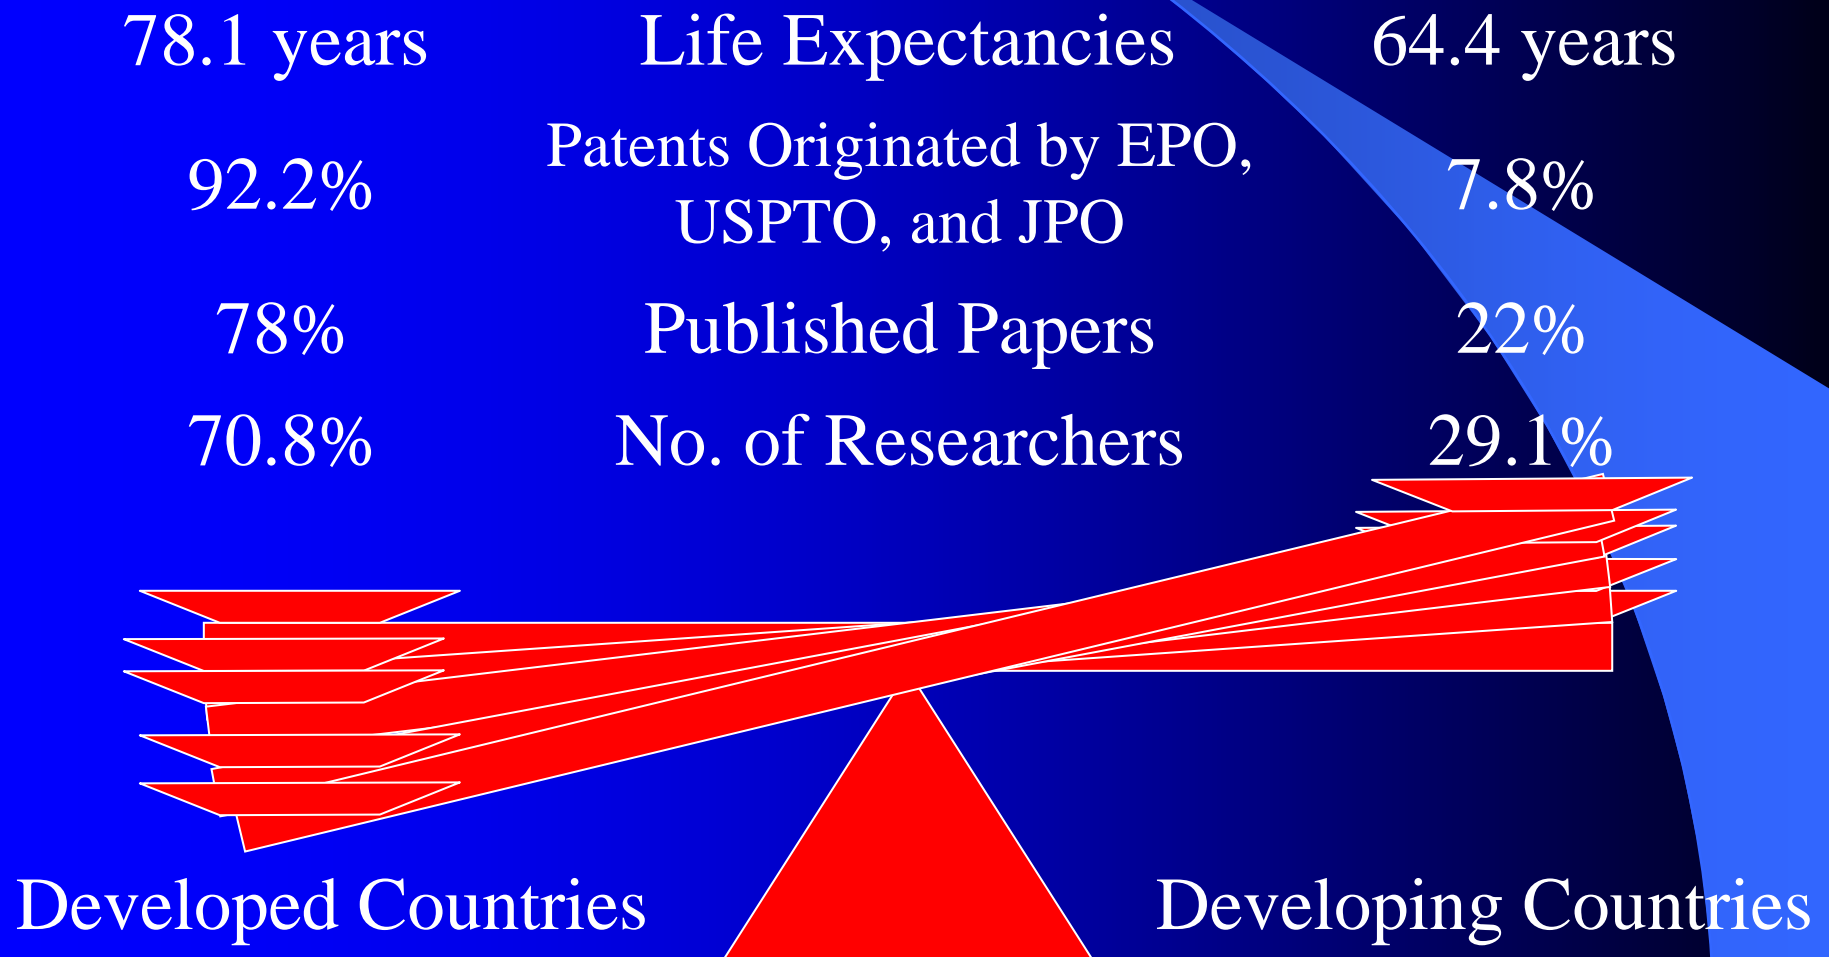 78.1 years Life Expectancies 64.4 years
92.2% Patents Originated by EPO, 7.8%
USPTO, and JPO
78% Published Papers 22%
70.8% No. of Researchers 29.1%
Developed Countries Developing Countries